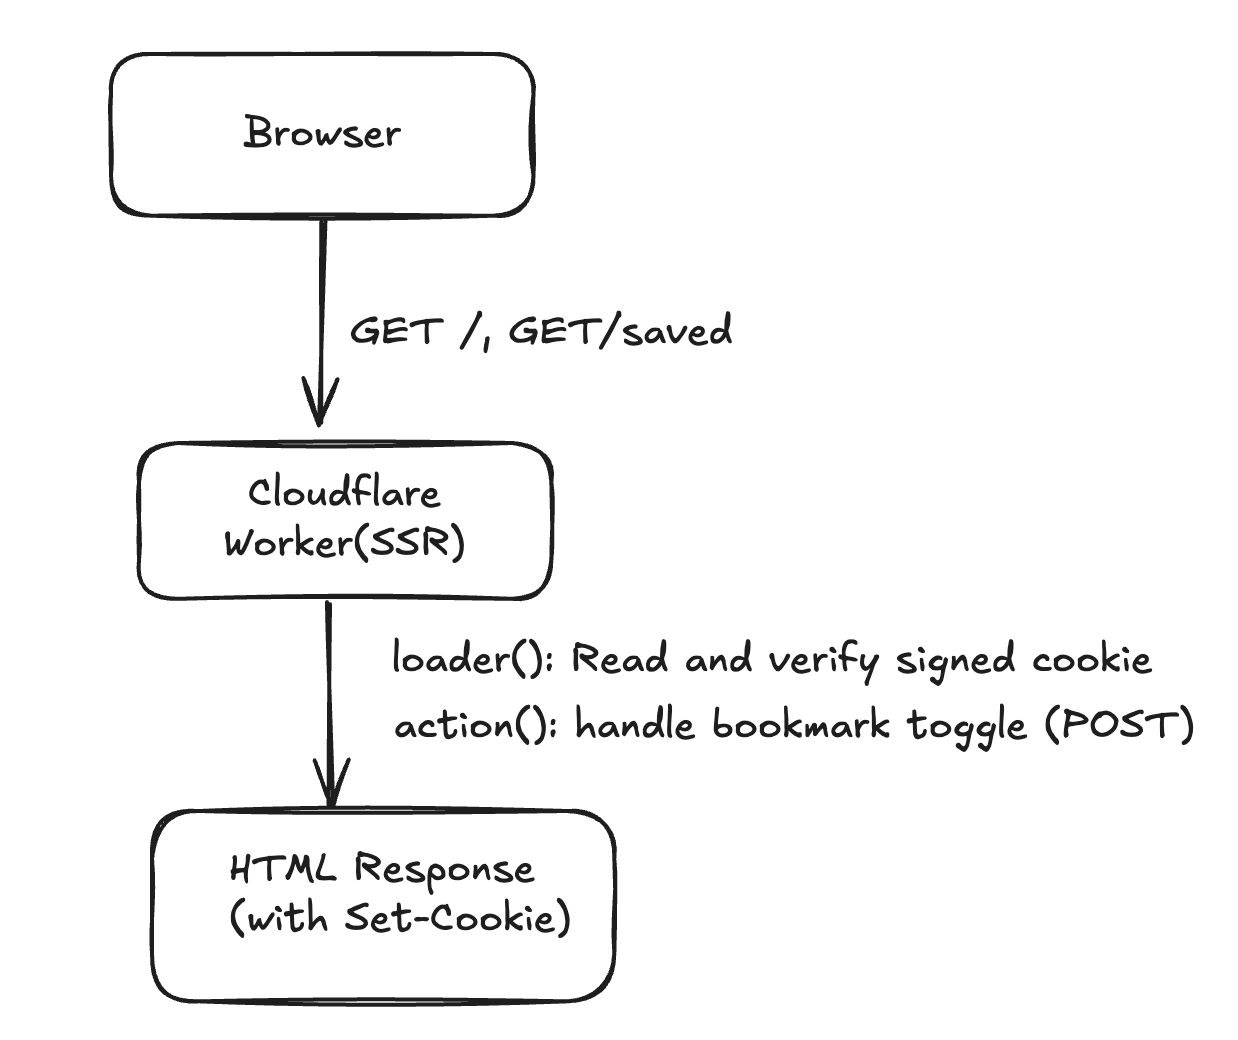 Browser
GET /, GET/saved
Cloudflare
Worker(SSR)
loader(): Read and verify signed cookie
action(): handle bookmark toggle (POST)
HTML Response
(with Set-Cookie)